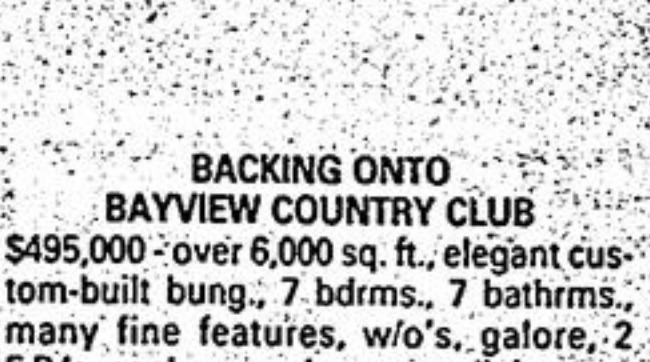 BACKING ONTO
BAYVIEW COUNTRY CLUB
$495,000 - over 6,000 sq. ft., elegant cus-
tom-built bung., 7 bdrms., 7 bathrms.,
many fine features, w/o's, galore, 2